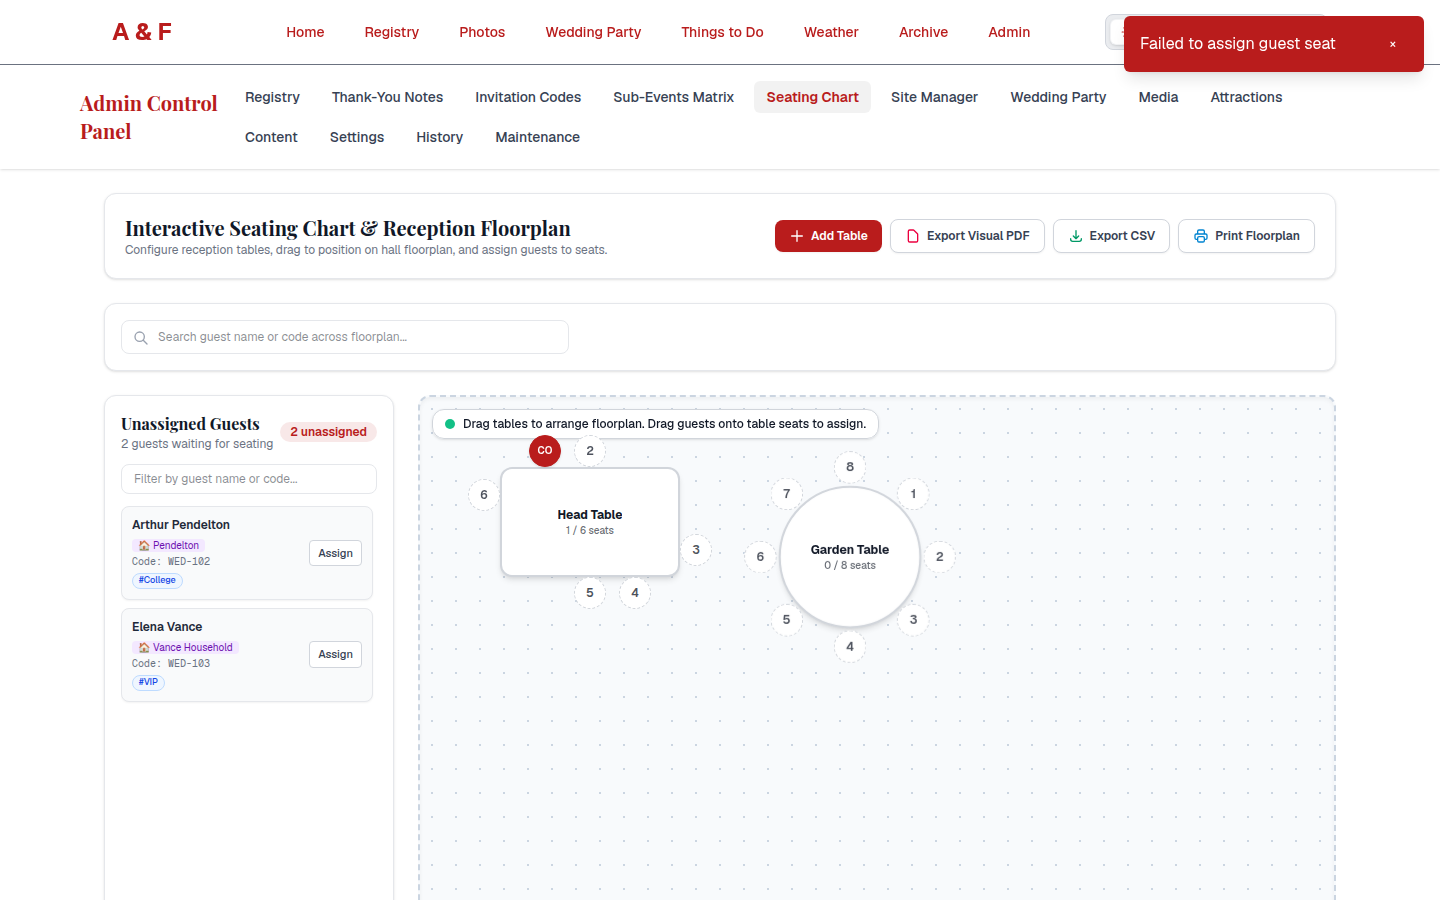 A & F
Home Registry Photos Wedding Party Things to Do Weather Archive Admin
Failed to assign guest seat ×
Admin Control Panel
Registry Thank-You Notes Invitation Codes Sub-Events Matrix Seating Chart Site Manager Wedding Party Media Attractions
Content Settings History Maintenance
Interactive Seating Chart & Reception Floorplan
Configure reception tables, drag to position on hall floorplan, and assign guests to seats.
Add Table Export Visual PDF Export CSV Print Floorplan
Search guest name or code across floorplan...
Unassigned Guests
2 guests waiting for seating
2 unassigned
Filter by guest name or code...
Arthur Pendelton
Pendelton
Code: WED-102
#College
Assign
Elena Vance
Vance Household
Code: WED-103
#VIP
Assign
Drag tables to arrange floorplan. Drag guests onto table seats to assign.
CO 2
6
Head Table
1 / 6 seats
3
5 4
8
7 1
6
Garden Table
0 / 8 seats
2
5 3
4